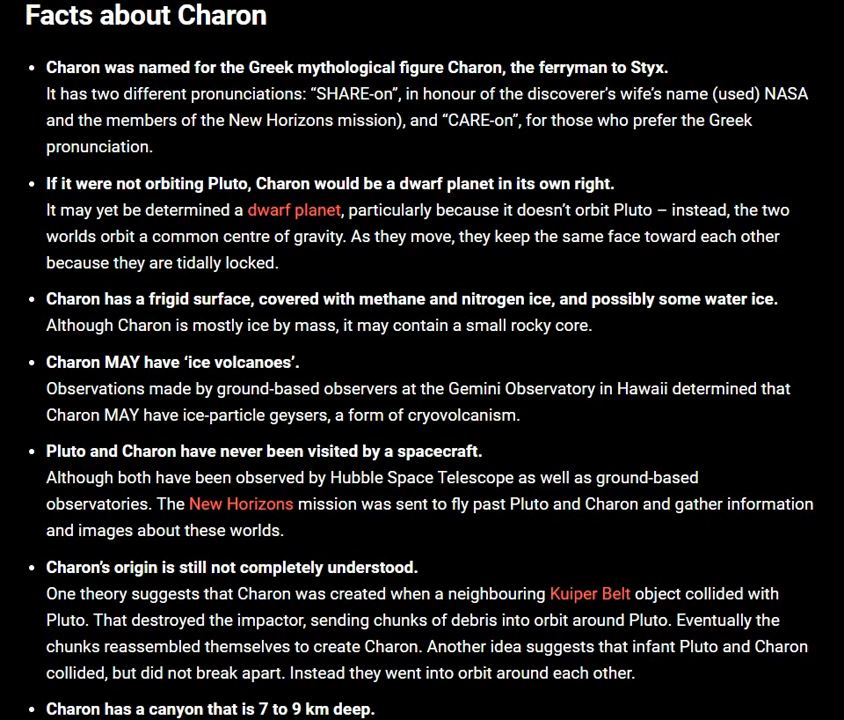 Facts about Charon
• Charon was named for the Greek mythological figure Charon, the ferryman to Styx.
It has two different pronunciations: “SHARE-on”, in honour of the discoverer’s wife’s name (used) NASA
and the members of the New Horizons mission), and “CARE-on”, for those who prefer the Greek
pronunciation.
• If it were not orbiting Pluto, Charon would be a dwarf planet in its own right.
It may yet be determined a dwarf planet, particularly because it doesn’t orbit Pluto – instead, the two
worlds orbit a common centre of gravity. As they move, they keep the same face toward each other
because they are tidally locked.
• Charon has a frigid surface, covered with methane and nitrogen ice, and possibly some water ice.
Although Charon is mostly ice by mass, it may contain a small rocky core.
• Charon MAY have ‘ice volcanoes’.
Observations made by ground-based observers at the Gemini Observatory in Hawaii determined that
Charon MAY have ice-particle geysers, a form of cryovolcanism.
• Pluto and Charon have never been visited by a spacecraft.
Although both have been observed by Hubble Space Telescope as well as ground-based
observatories. The New Horizons mission was sent to fly past Pluto and Charon and gather information
and images about these worlds.
• Charon’s origin is still not completely understood.
One theory suggests that Charon was created when a neighbouring Kuiper Belt object collided with
Pluto. That destroyed the impactor, sending chunks of debris into orbit around Pluto. Eventually the
chunks reassembled themselves to create Charon. Another idea suggests that infant Pluto and Charon
collided, but did not break apart. Instead they went into orbit around each other.
• Charon has a canyon that is 7 to 9 km deep.